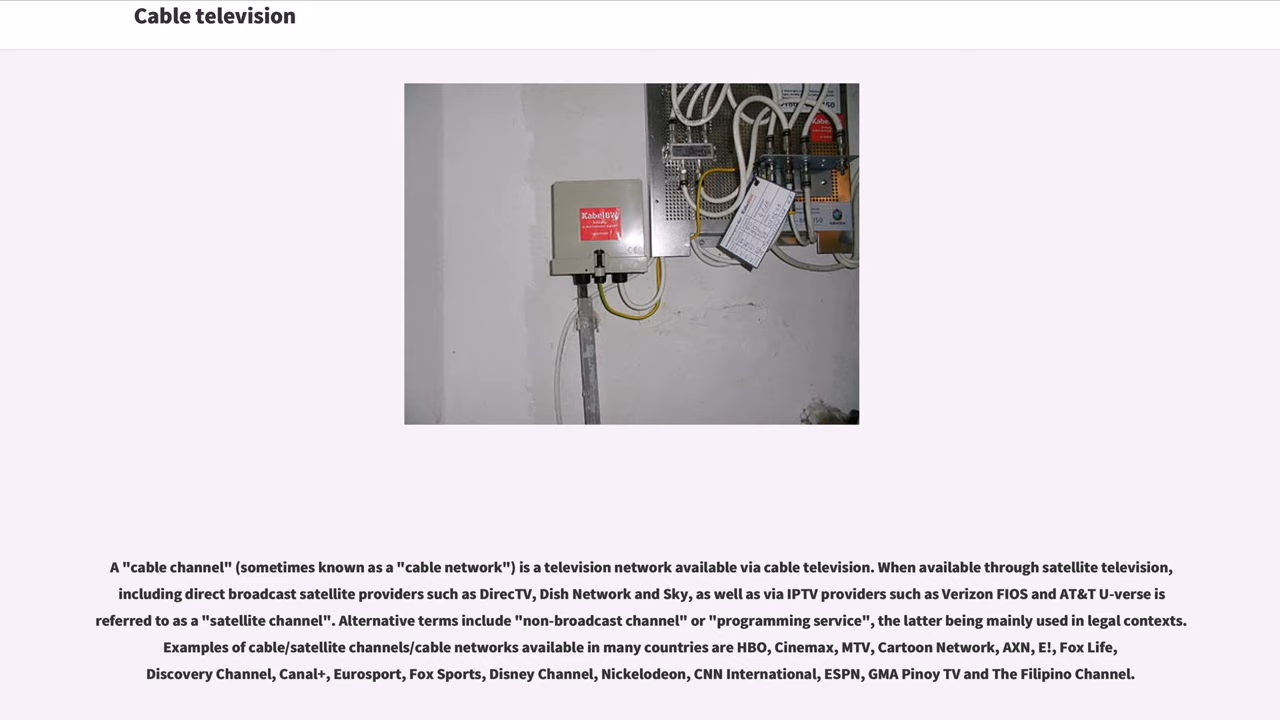 Cable television
KabelBW
A "cable channel" (sometimes known as a "cable network") is a television network available via cable television. When available through satellite television,
including direct broadcast satellite providers such as DirecTV, Dish Network and Sky, as well as via IPTV providers such as Verizon FIOS and AT&T U-verse is
referred to as a "satellite channel". Alternative terms include "non-broadcast channel" or "programming service", the latter being mainly used in legal contexts.
Examples of cable/satellite channels/cable networks available in many countries are HBO, Cinemax, MTV, Cartoon Network, AXN, E!, Fox Life,
Discovery Channel, Canal+, Eurosport, Fox Sports, Disney Channel, Nickelodeon, CNN International, ESPN, GMA Pinoy TV and The Filipino Channel.